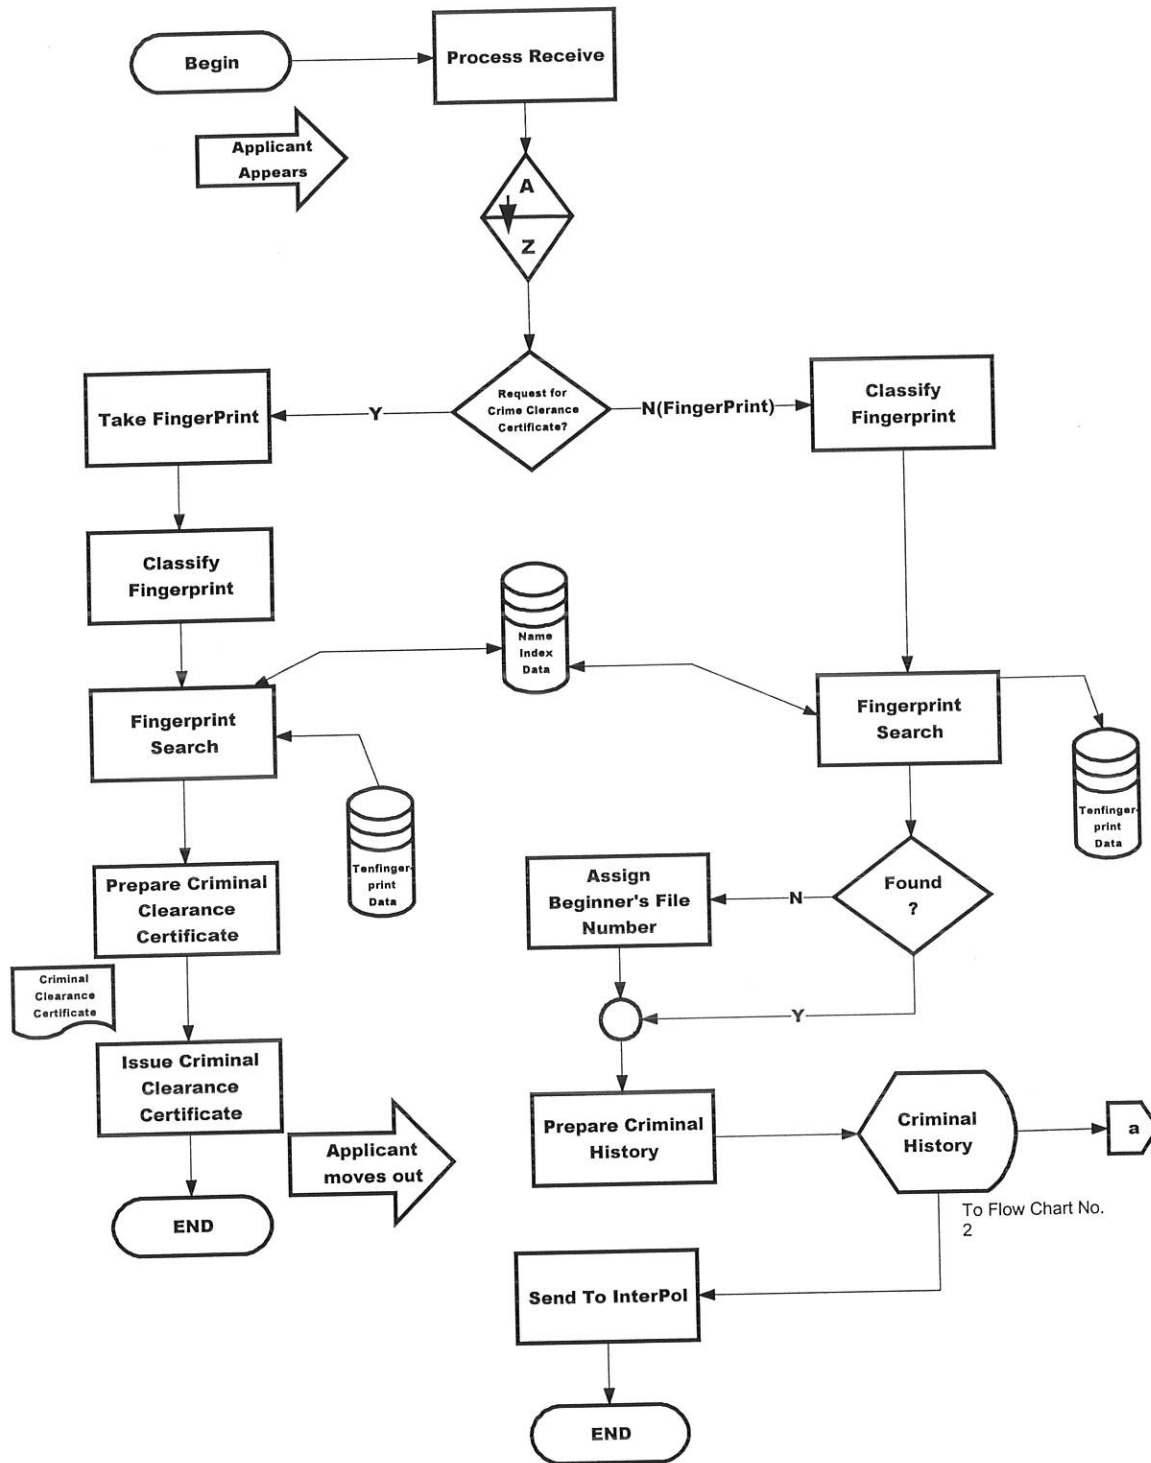 Begin
Process Receive
Applicant
Appears
A
Z
Request for
Crime Clerance
Certificate?
Y
N(FingerPrint)
Take FingerPrint
Classify
Fingerprint
Classify
Fingerprint
Name
Index
Data
Fingerprint
Search
Fingerprint
Search
Tenfinger-
print
Data
Tenfinger-
print
Data
Prepare Criminal
Clearance
Certificate
Assign
Beginner's File
Number
N
Found
?
Criminal
Clearance
Certificate
Y
Issue Criminal
Clearance
Certificate
Applicant
moves out
Prepare Criminal
History
Criminal
History
a
To Flow Chart No.
2
END
Send To InterPol
END